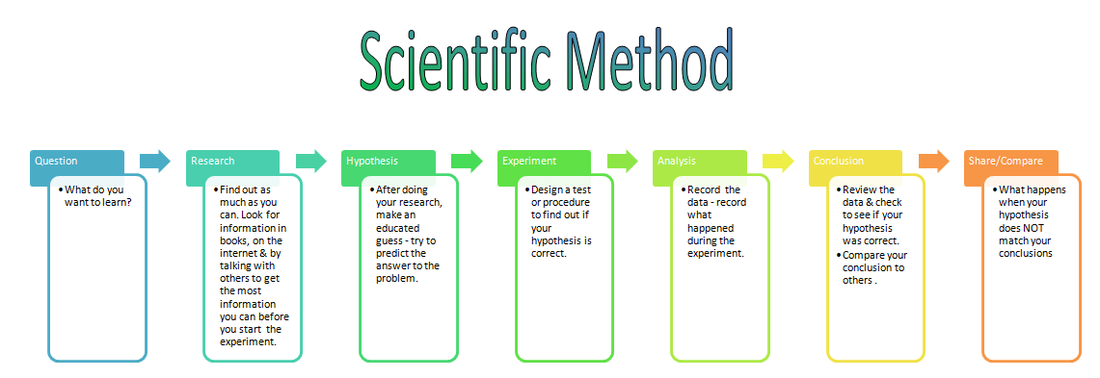 Scientific Method
Question
• What do you
want to learn?
Research
• Find out as
much as you
can. Look for
information in
books, on the
internet & by
talking with
others to get
the most
information
you can before
you start the
experiment.
Hypothesis
• After doing
your research,
make an
educated
guess - try to
predict the
answer to the
problem.
Experiment
• Design a test
or procedure
to find out if
your
hypothesis is
correct.
Analysis
• Record the
data - record
what
happened
during the
experiment.
Conclusion
• Review the
data & check
to see if your
hypothesis
was correct.
• Compare your
conclusion to
others .
Share/Compare
• What happens
when your
hypothesis
does NOT
match your
conclusions